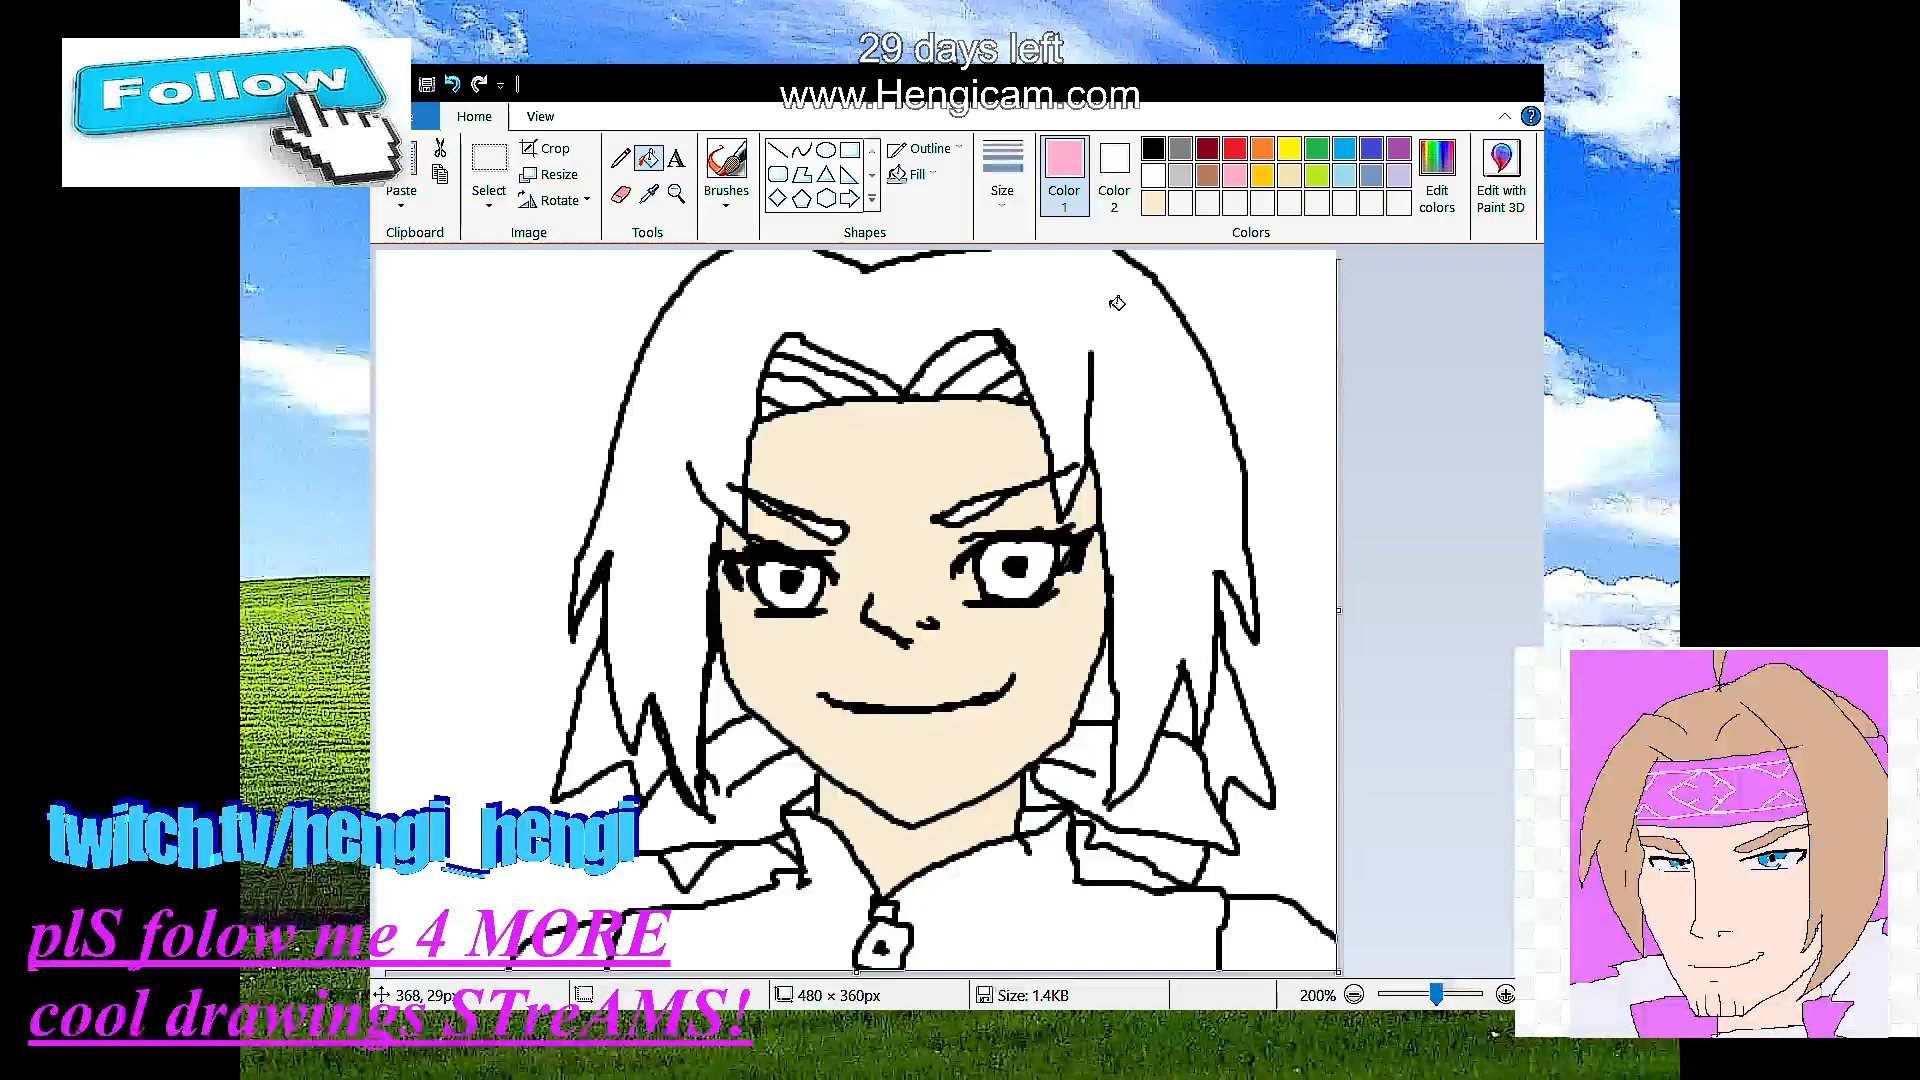 29 days left
Follow
www.Hengicam.com
Home View
Crop
Resize
Rotate
Paste
Select
Brushes
Outline
Fill
Size
Color 1
Color 2
Edit colors
Edit with Paint 3D
Clipboard
Image
Tools
Shapes
Colors
A
twitch.tv/hengi_hengi
plS folow me 4 MORE
cool drawings STreAMS!
368, 29px
480 × 360px
Size: 1.4KB
200%